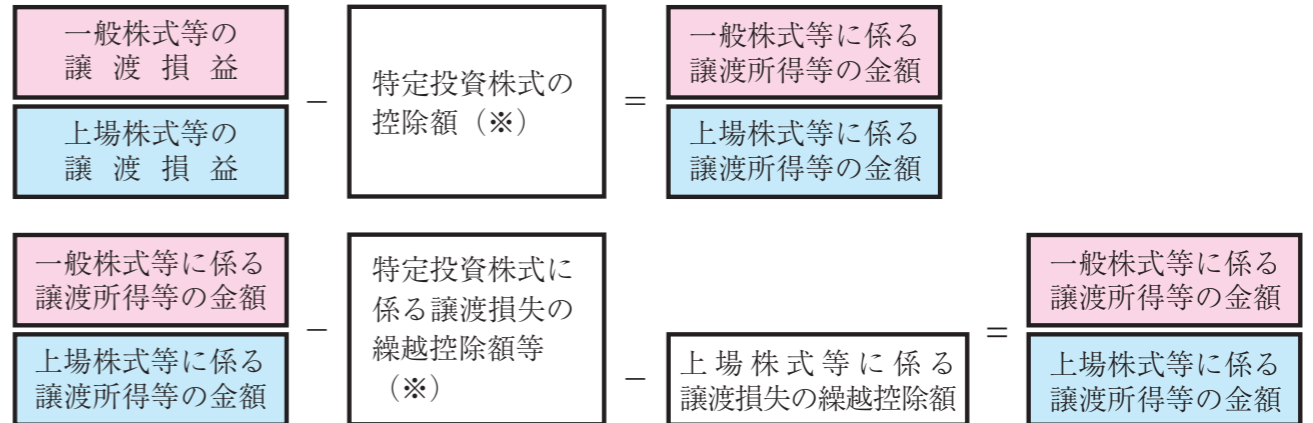 一般株式等の
譲渡損益
上場株式等の
譲渡損益
−
特定投資株式の
控除額（※）
＝
一般株式等に係る
譲渡所得等の金額
上場株式等に係る
譲渡所得等の金額
一般株式等に係る
譲渡所得等の金額
上場株式等に係る
譲渡所得等の金額
−
特定投資株式に
係る譲渡損失の
繰越控除額等
（※）
−
上場株式等に係る
譲渡損失の繰越控除額
＝
一般株式等に係る
譲渡所得等の金額
上場株式等に係る
譲渡所得等の金額